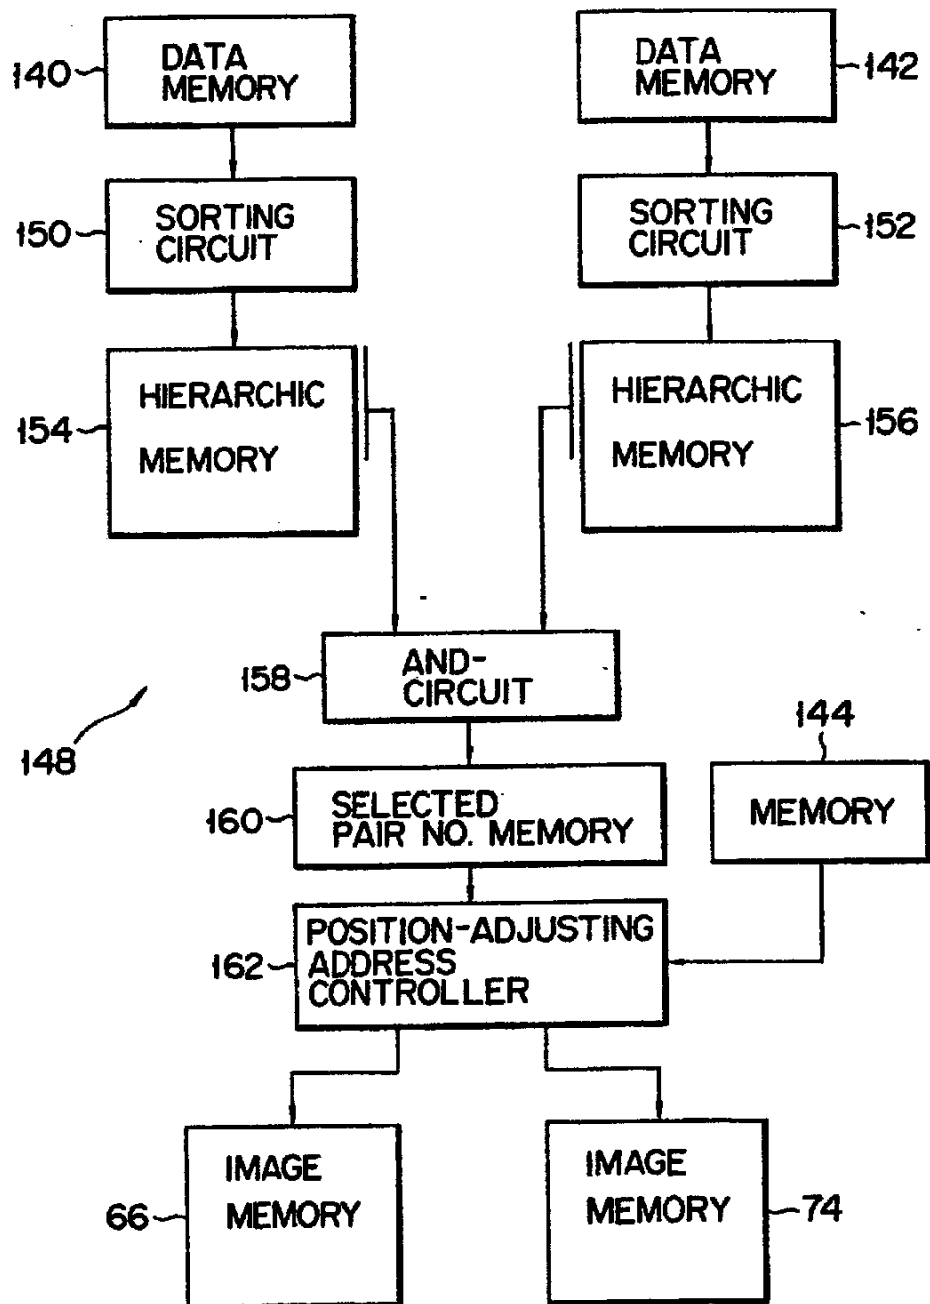 140
DATA
MEMORY
DATA
MEMORY
142
150
SORTING
CIRCUIT
SORTING
CIRCUIT
152
154
HIERARCHIC
MEMORY
HIERARCHIC
MEMORY
156
158
AND-
CIRCUIT
148
144
160
SELECTED
PAIR NO. MEMORY
MEMORY
162
POSITION-ADJUSTING
ADDRESS
CONTROLLER
66
IMAGE
MEMORY
IMAGE
MEMORY
74